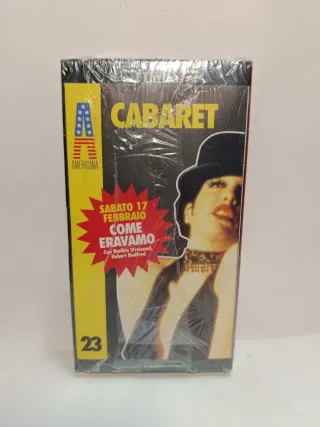 CABARET
AMERICANA
SABATO 17
FEBBRAIO
COME
ERAVAMO
Con Barbra Streisand,
Robert Redford
23